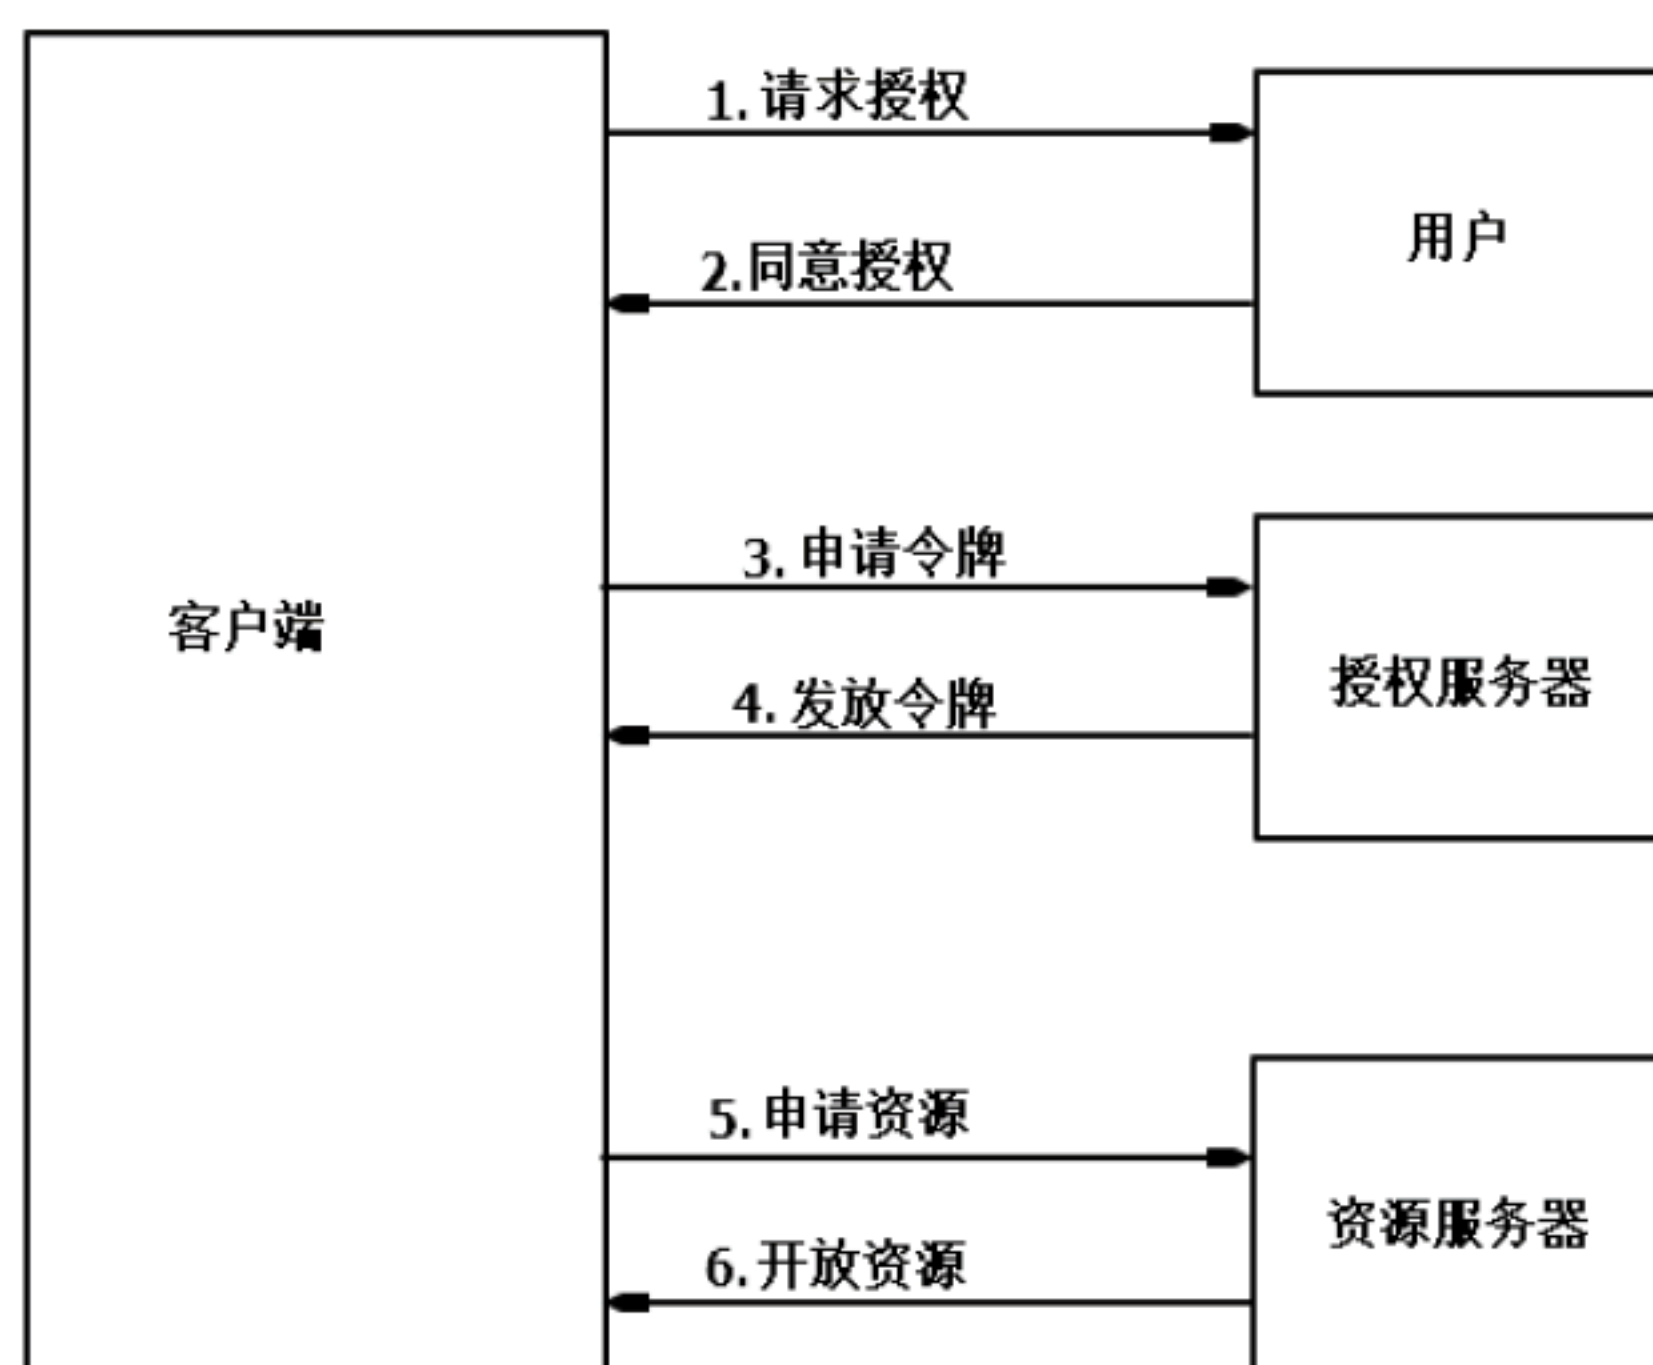 1. 请求授权
用户
2.同意授权
3. 申请令牌
客户端
授权服务器
4. 发放令牌
5. 申请资源
资源服务器
6.开放资源